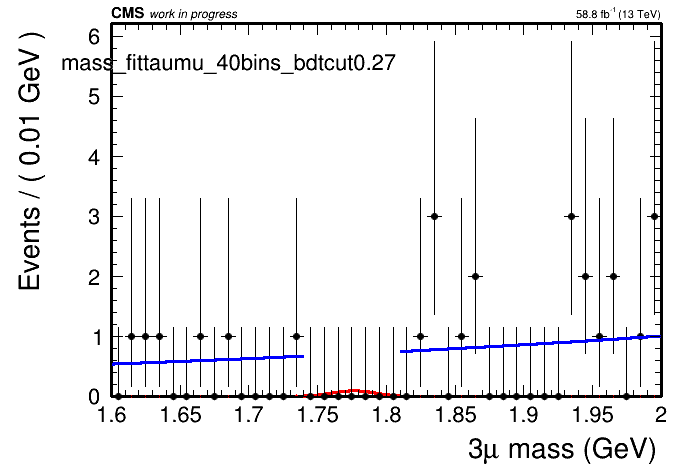 CMS work in progress
58.8 fb⁻¹ (13 TeV)
mass_fittaumu_40bins_bdtcut0.27
Events / ( 0.01 GeV )
6
5
4
3
2
1
0
1.6 1.65 1.7 1.75 1.8 1.85 1.9 1.95 2
3μ mass (GeV)